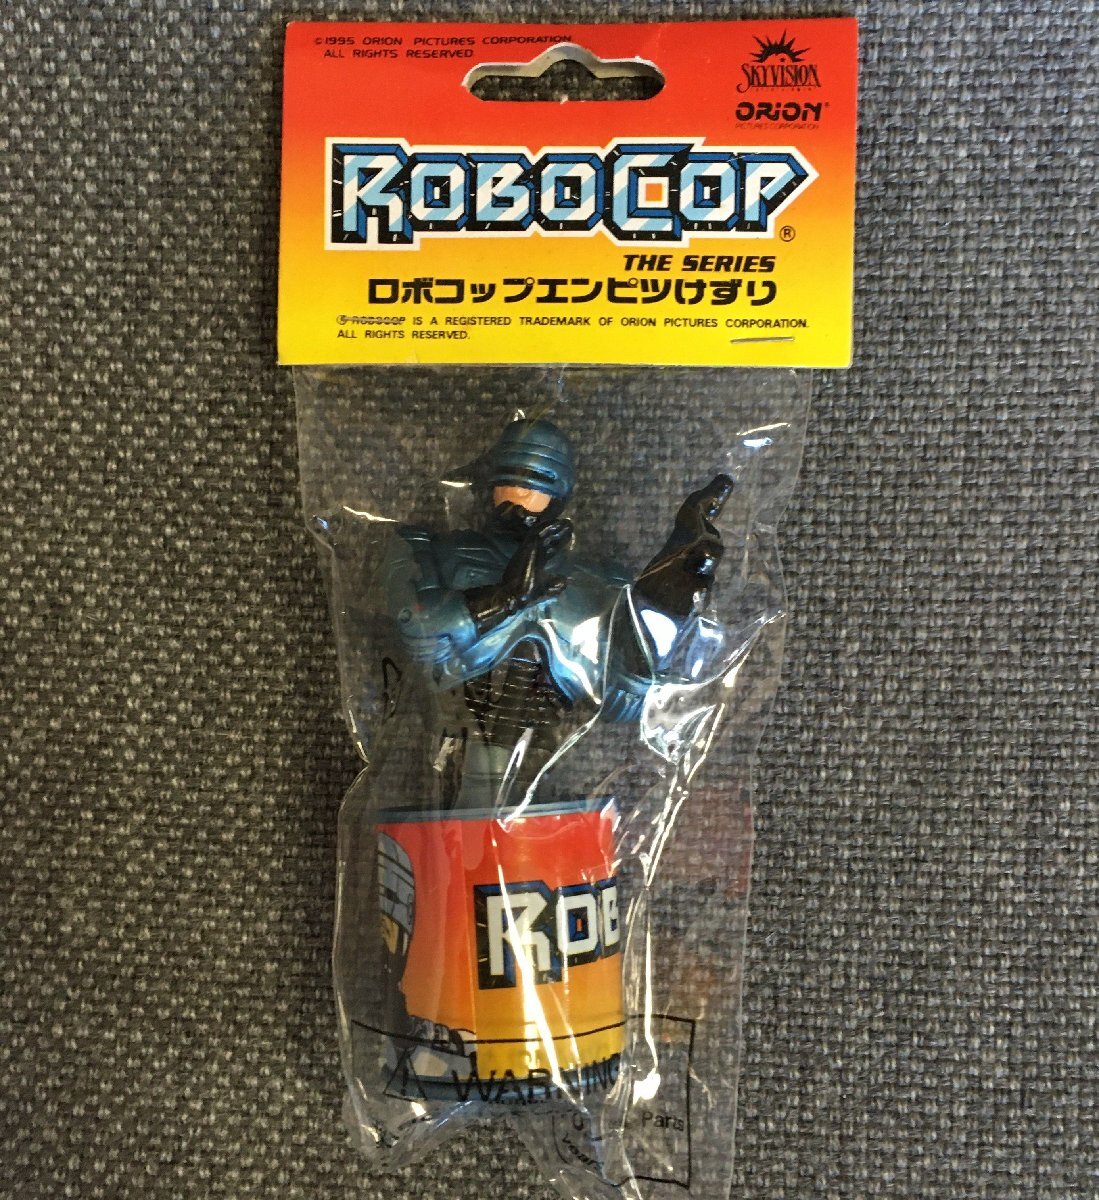 ©1995 ORION PICTURES CORPORATION.
ALL RIGHTS RESERVED.
SKYVISION
ORION®
PICTURES CORPORATION
ROBOCOP®
THE SERIES
ロボコップエンピツけずり
® ROBOCOP IS A REGISTERED TRADEMARK OF ORION PICTURES CORPORATION.
ALL RIGHTS RESERVED.
ROB
WARNING
Parts